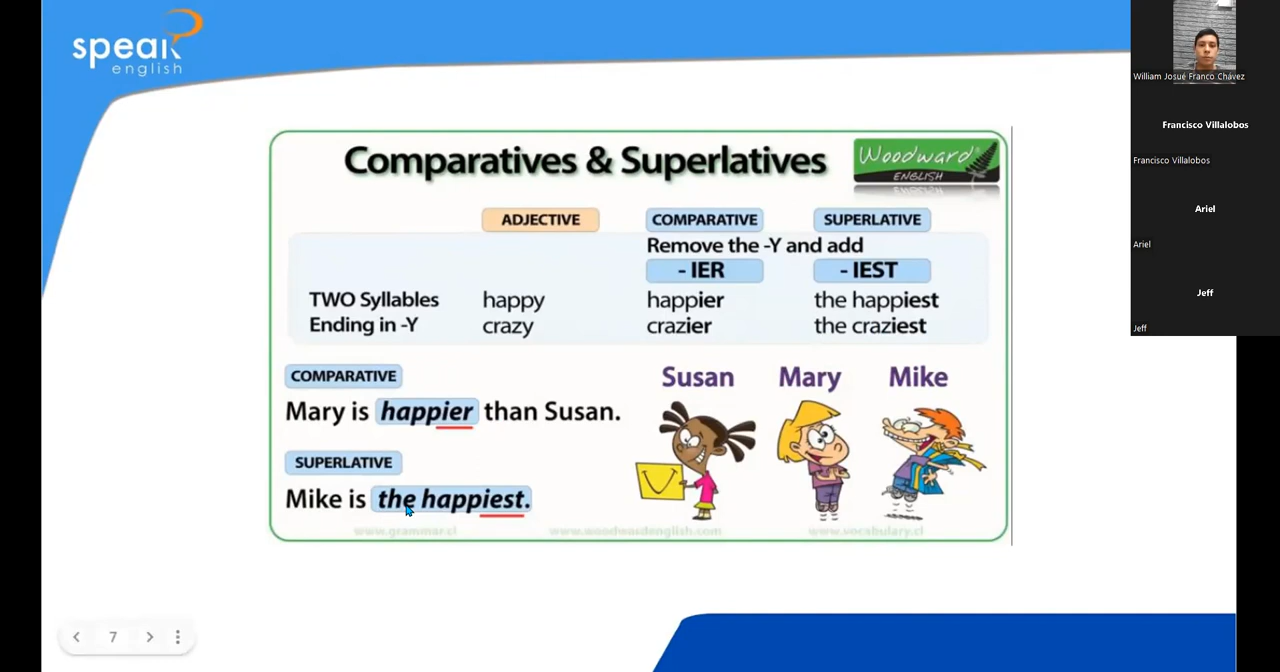 speak
english
Comparatives & Superlatives
Woodward
ENGLISH
ADJECTIVE COMPARATIVE SUPERLATIVE
Remove the -Y and add
- IER - IEST
TWO Syllables happy happier the happiest
Ending in -Y crazy crazier the craziest
COMPARATIVE
Mary is happier than Susan.
SUPERLATIVE
Mike is the happiest.
Susan Mary Mike
www.grammar.cl www.woodwardenglish.com www.vocabulary.cl
7
William Josué Franco Chávez
Francisco Villalobos
Francisco Villalobos
Ariel
Ariel
Jeff
Jeff